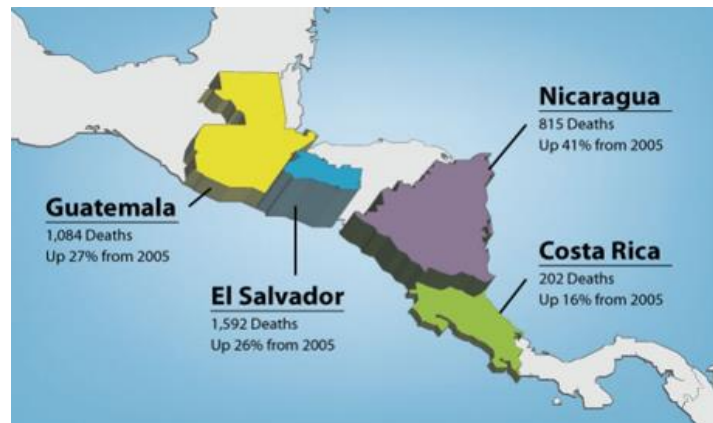 Nicaragua
815 Deaths
Up 41% from 2005
Guatemala
1,084 Deaths
Up 27% from 2005
El Salvador
1,592 Deaths
Up 26% from 2005
Costa Rica
202 Deaths
Up 16% from 2005